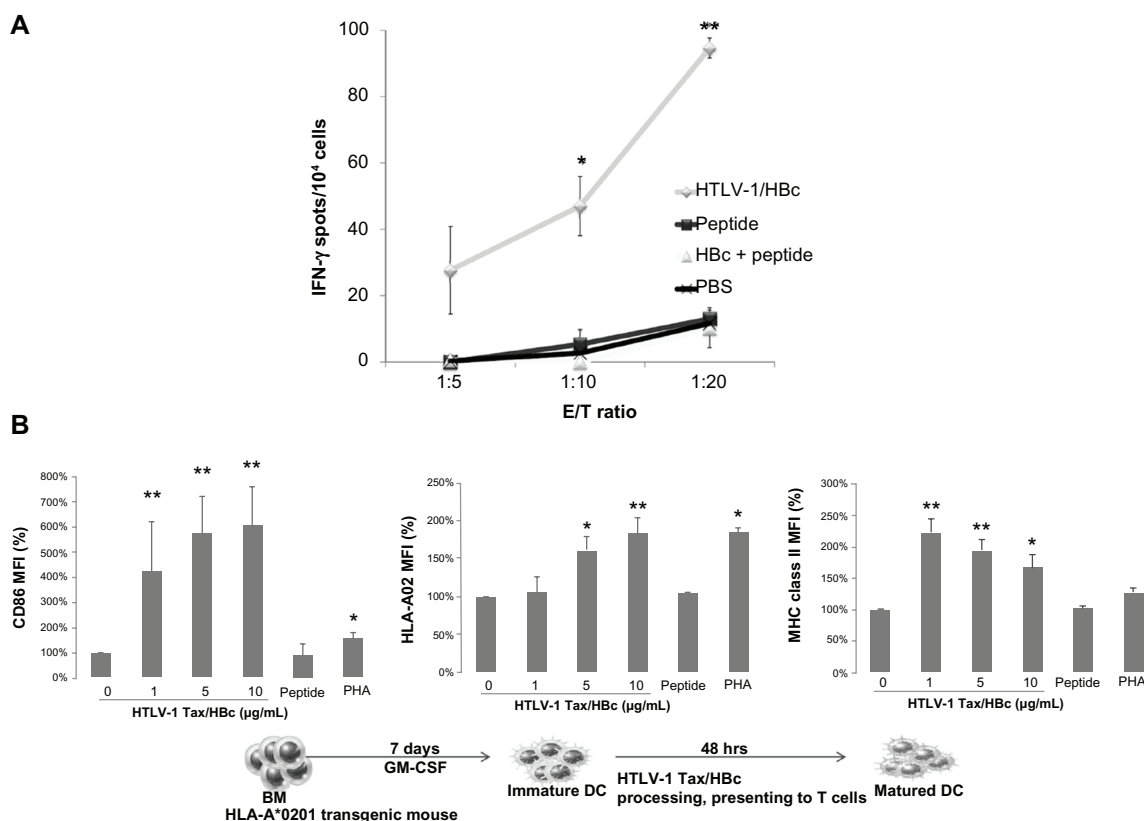 A
100
80
60
40
20
0
IFN-γ spots/10⁴ cells
*
**
HTLV-1/HBc
Peptide
HBc + peptide
PBS
1:5 1:10 1:20
E/T ratio
B
800%
700%
600%
500%
400%
300%
200%
100%
0%
CD86 MFI (%)
** ** ** *
0 1 5 10 Peptide PHA
HTLV-1 Tax/HBc (µg/mL)
250%
200%
150%
100%
50%
0%
HLA-A02 MFI (%)
* ** *
0 1 5 10 Peptide PHA
HTLV-1 Tax/HBc (µg/mL)
300%
250%
200%
150%
100%
50%
0%
MHC class II MFI (%)
** ** *
0 1 5 10 Peptide PHA
HTLV-1 Tax/HBc (µg/mL)
7 days
GM-CSF
BM
HLA-A*0201 transgenic mouse
Immature DC
48 hrs
HTLV-1 Tax/HBc
processing, presenting to T cells
Matured DC